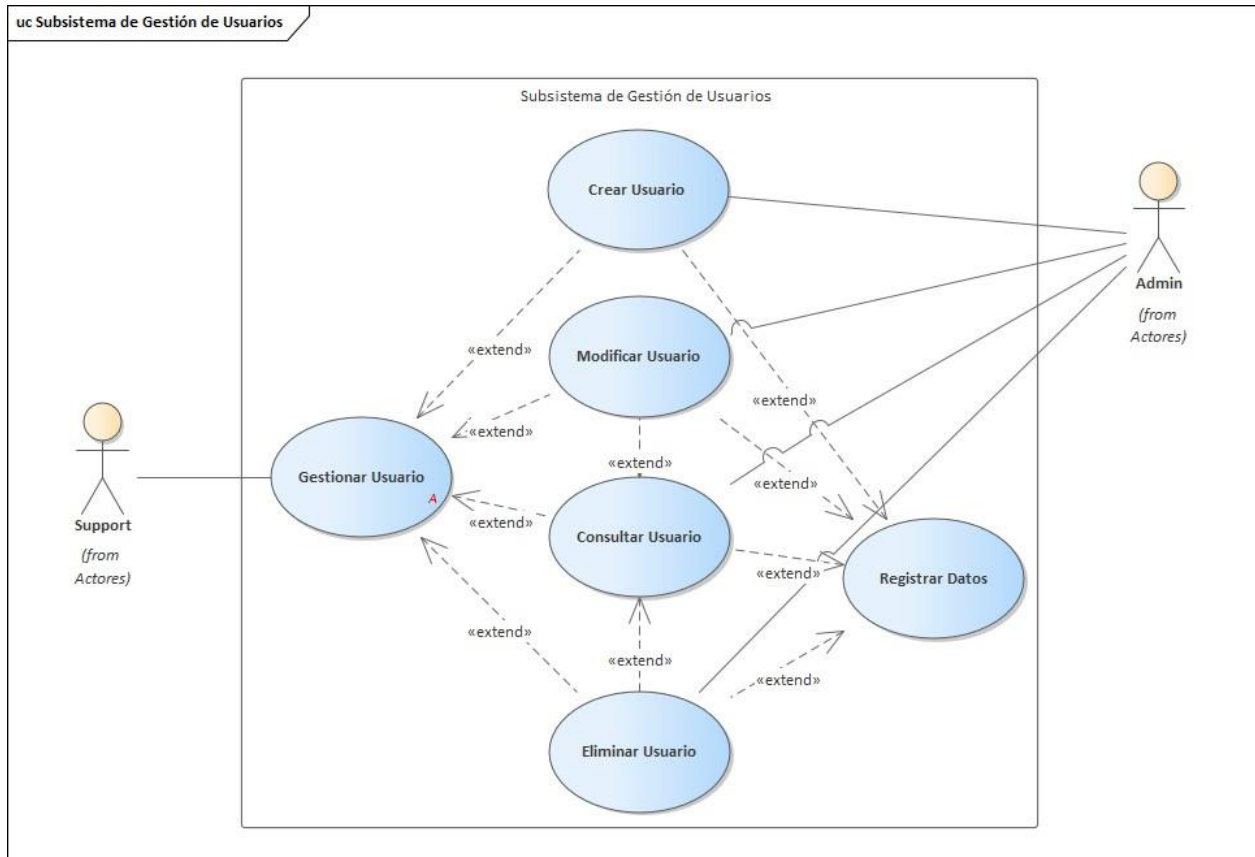 uc Subsistema de Gestión de Usuarios
Subsistema de Gestión de Usuarios
Crear Usuario
Admin
(from
Actores)
Modificar Usuario
«extend»
«extend»
«extend»
«extend»
Gestionar Usuario
A
«extend»
«extend»
Support
(from
Actores)
«extend»
Consultar Usuario
«extend»
Registrar Datos
«extend»
«extend»
«extend»
Eliminar Usuario